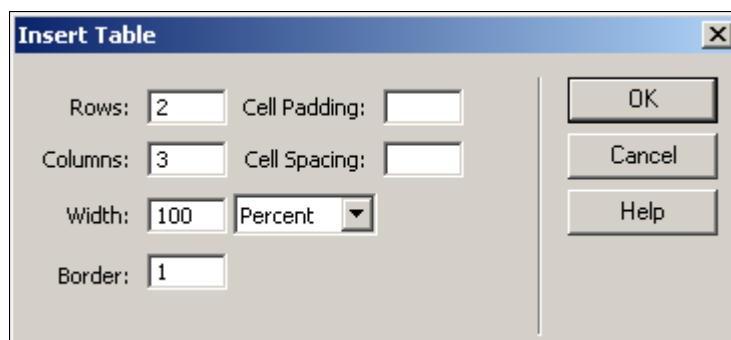 Insert Table
Rows: 2 Cell Padding: OK
Columns: 3 Cell Spacing: Cancel
Width: 100 Percent Help
Border: 1